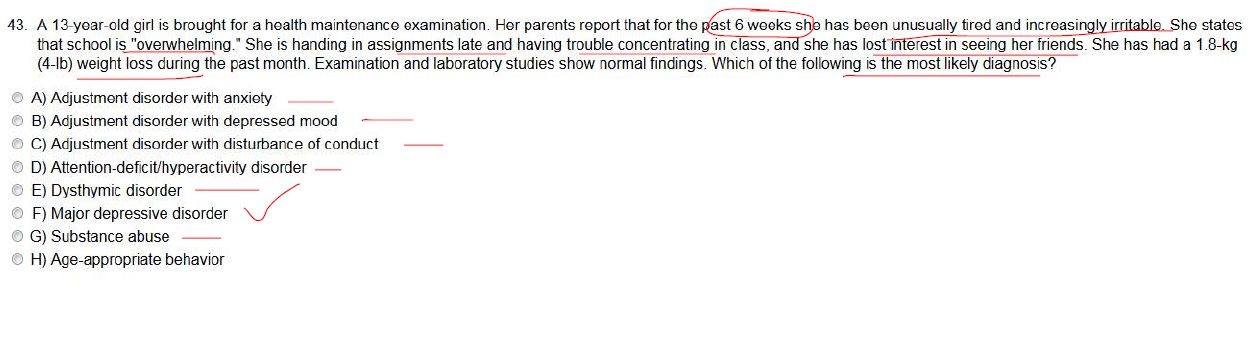 43. A 13-year-old girl is brought for a health maintenance examination. Her parents report that for the past 6 weeks she has been unusually tired and increasingly irritable. She states
that school is "overwhelming." She is handing in assignments late and having trouble concentrating in class, and she has lost interest in seeing her friends. She has had a 1.8-kg
(4-lb) weight loss during the past month. Examination and laboratory studies show normal findings. Which of the following is the most likely diagnosis?
A) Adjustment disorder with anxiety
B) Adjustment disorder with depressed mood
C) Adjustment disorder with disturbance of conduct
D) Attention-deficit/hyperactivity disorder
E) Dysthymic disorder
F) Major depressive disorder
G) Substance abuse
H) Age-appropriate behavior